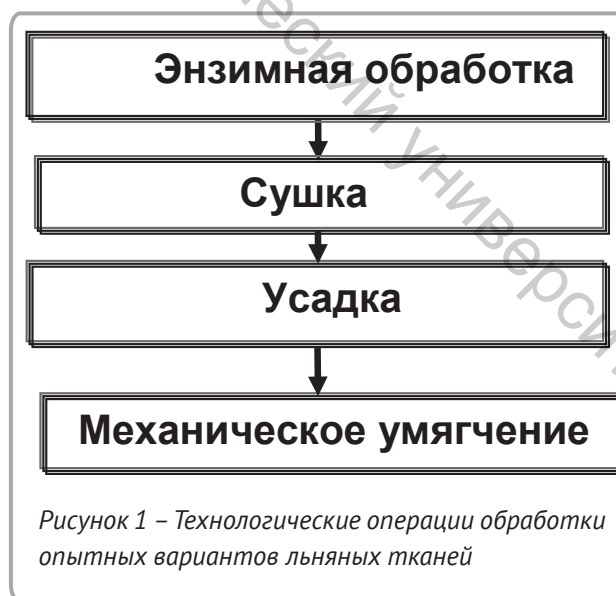 Энзимная обработка
Сушка
Усадка
Механическое умягчение
Рисунок 1 – Технологические операции обработки
опытных вариантов льняных тканей